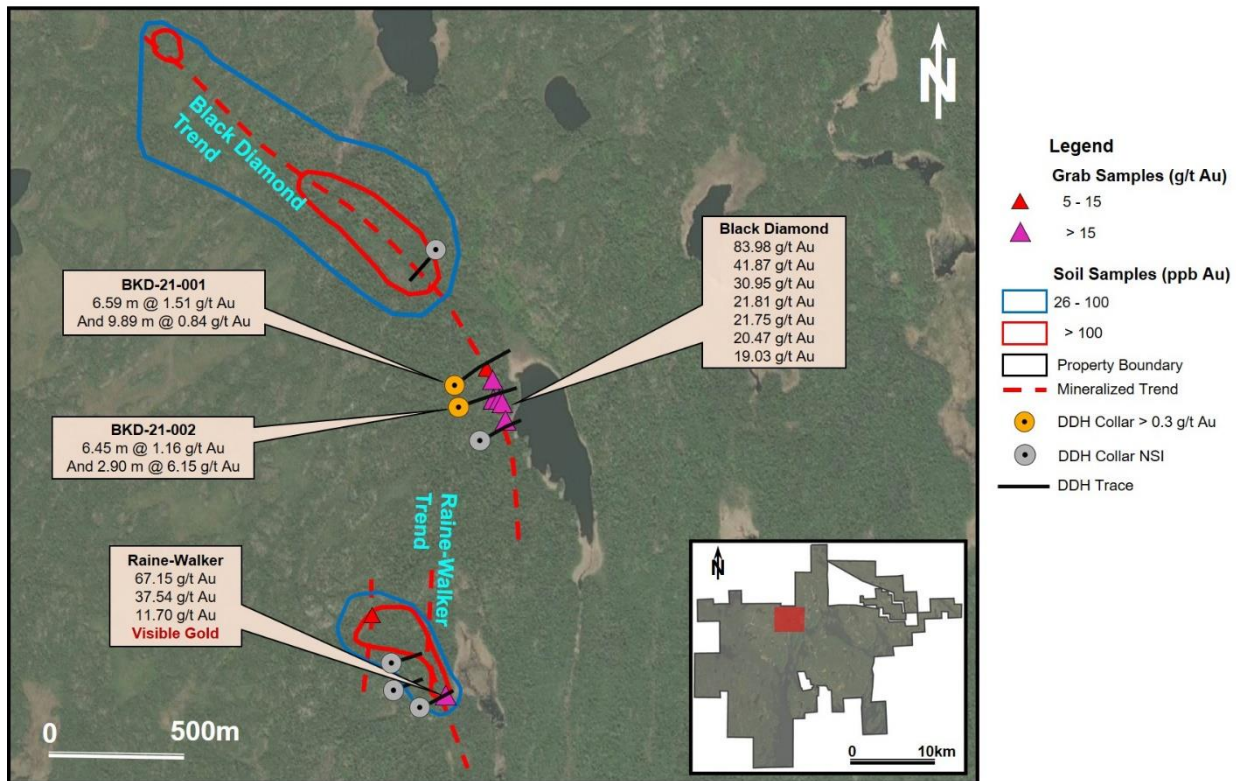 N
Black Diamond
Trend
BKD-21-001
6.59 m @ 1.51 g/t Au
And 9.89 m @ 0.84 g/t Au
BKD-21-002
6.45 m @ 1.16 g/t Au
And 2.90 m @ 6.15 g/t Au
Black Diamond
83.98 g/t Au
41.87 g/t Au
30.95 g/t Au
21.81 g/t Au
21.75 g/t Au
20.47 g/t Au
19.03 g/t Au
Raine-Walker
Trend
Raine-Walker
67.15 g/t Au
37.54 g/t Au
11.70 g/t Au
Visible Gold
0 500m
N
0 10km
Legend
Grab Samples (g/t Au)
5 - 15
> 15
Soil Samples (ppb Au)
26 - 100
> 100
Property Boundary
Mineralized Trend
DDH Collar > 0.3 g/t Au
DDH Collar NSI
DDH Trace